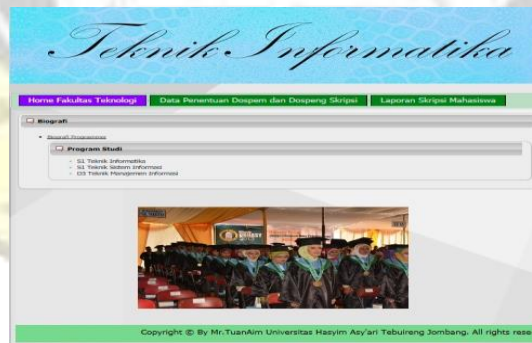 Teknik Informatika
Home Fakultas Teknologi Data Penentuan Dospem dan Dospeng Skripsi Laporan Skripsi Mahasiswa
Biografi
Biografi Programmer
Program Studi
S1 Teknik Informatika
S1 Teknik Sistem Informasi
D3 Teknik Manajemen Informasi
Copyright © By Mr.TuanAim Universitas Hasyim Asy'ari Tebuireng Jombang. All rights rese